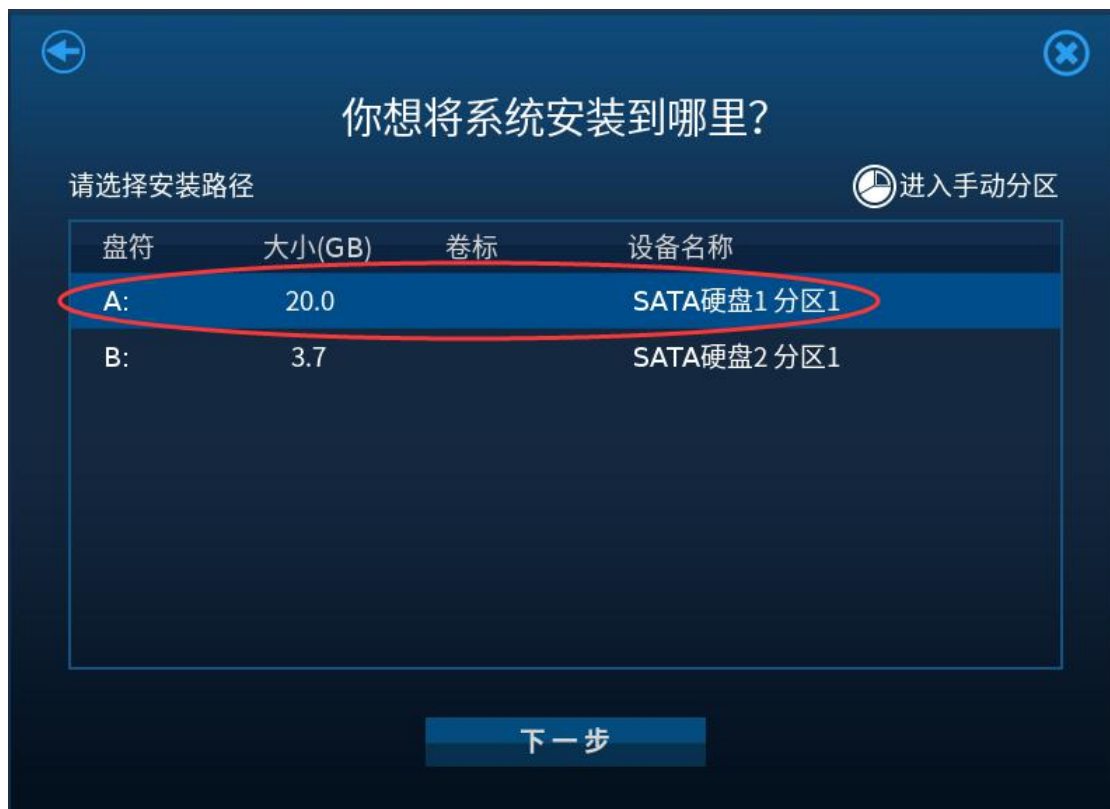 你想将系统安装到哪里?
请选择安装路径 进入手动分区
盘符 大小(GB) 卷标 设备名称
A: 20.0 SATA硬盘1 分区1
B: 3.7 SATA硬盘2 分区1
下一步